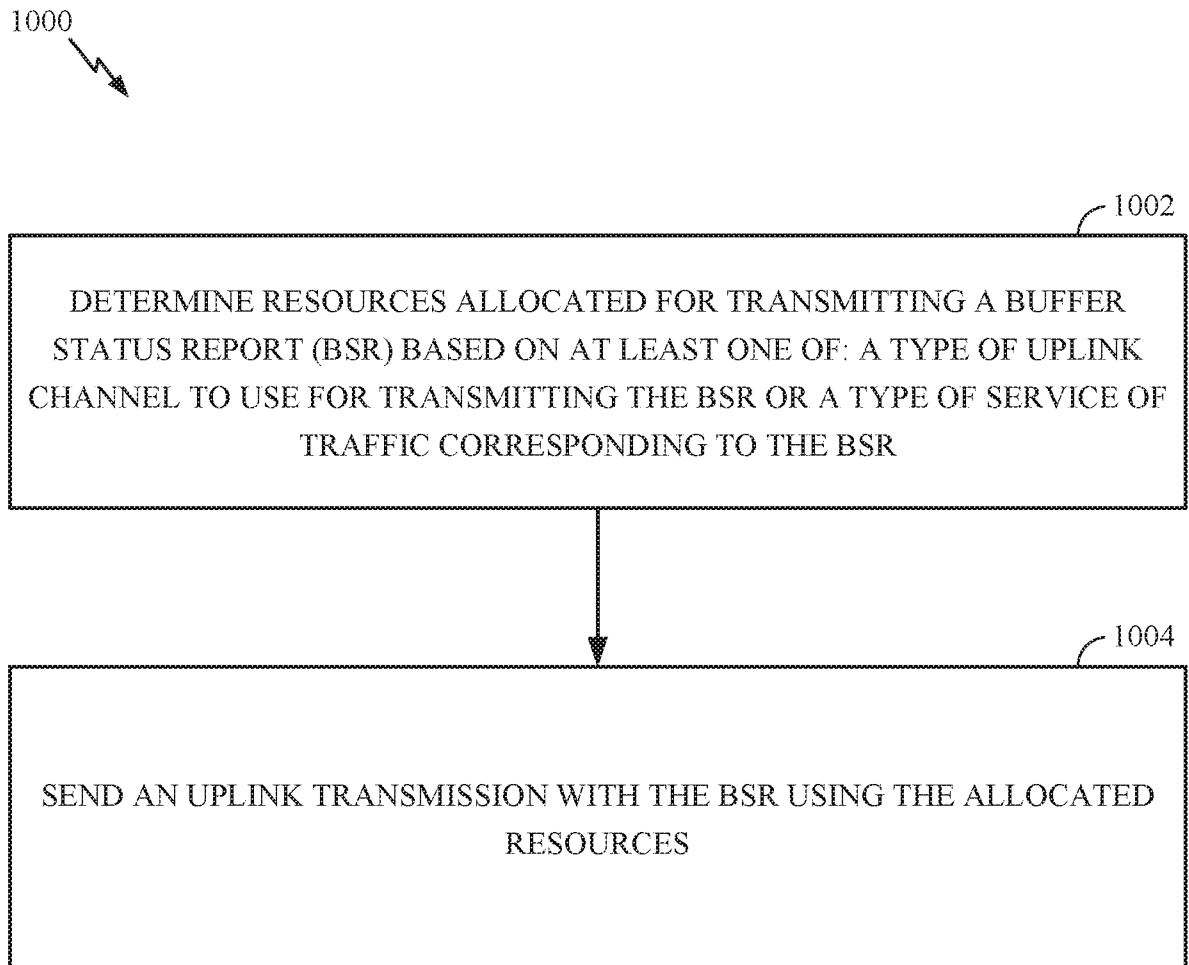 1000
1002
DETERMINE RESOURCES ALLOCATED FOR TRANSMITTING A BUFFER
STATUS REPORT (BSR) BASED ON AT LEAST ONE OF: A TYPE OF UPLINK
CHANNEL TO USE FOR TRANSMITTING THE BSR OR A TYPE OF SERVICE OF
TRAFFIC CORRESPONDING TO THE BSR
1004
SEND AN UPLINK TRANSMISSION WITH THE BSR USING THE ALLOCATED
RESOURCES